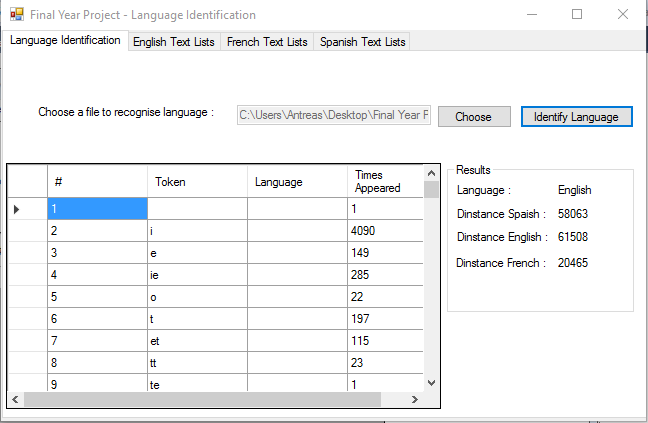 Final Year Project - Language Identification
Language Identification English Text Lists French Text Lists Spanish Text Lists
Choose a file to recognise language : C:\Users\Antreas\Desktop\Final Year F Choose Identify Language
# Token Language Times Appeared
1 1
2 i 4090
3 e 149
4 ie 285
5 o 22
6 t 197
7 et 115
8 tt 23
9 te 1
Results
Language : English
Dinstance Spaish : 58063
Dinstance English : 61508
Dinstance French : 20465